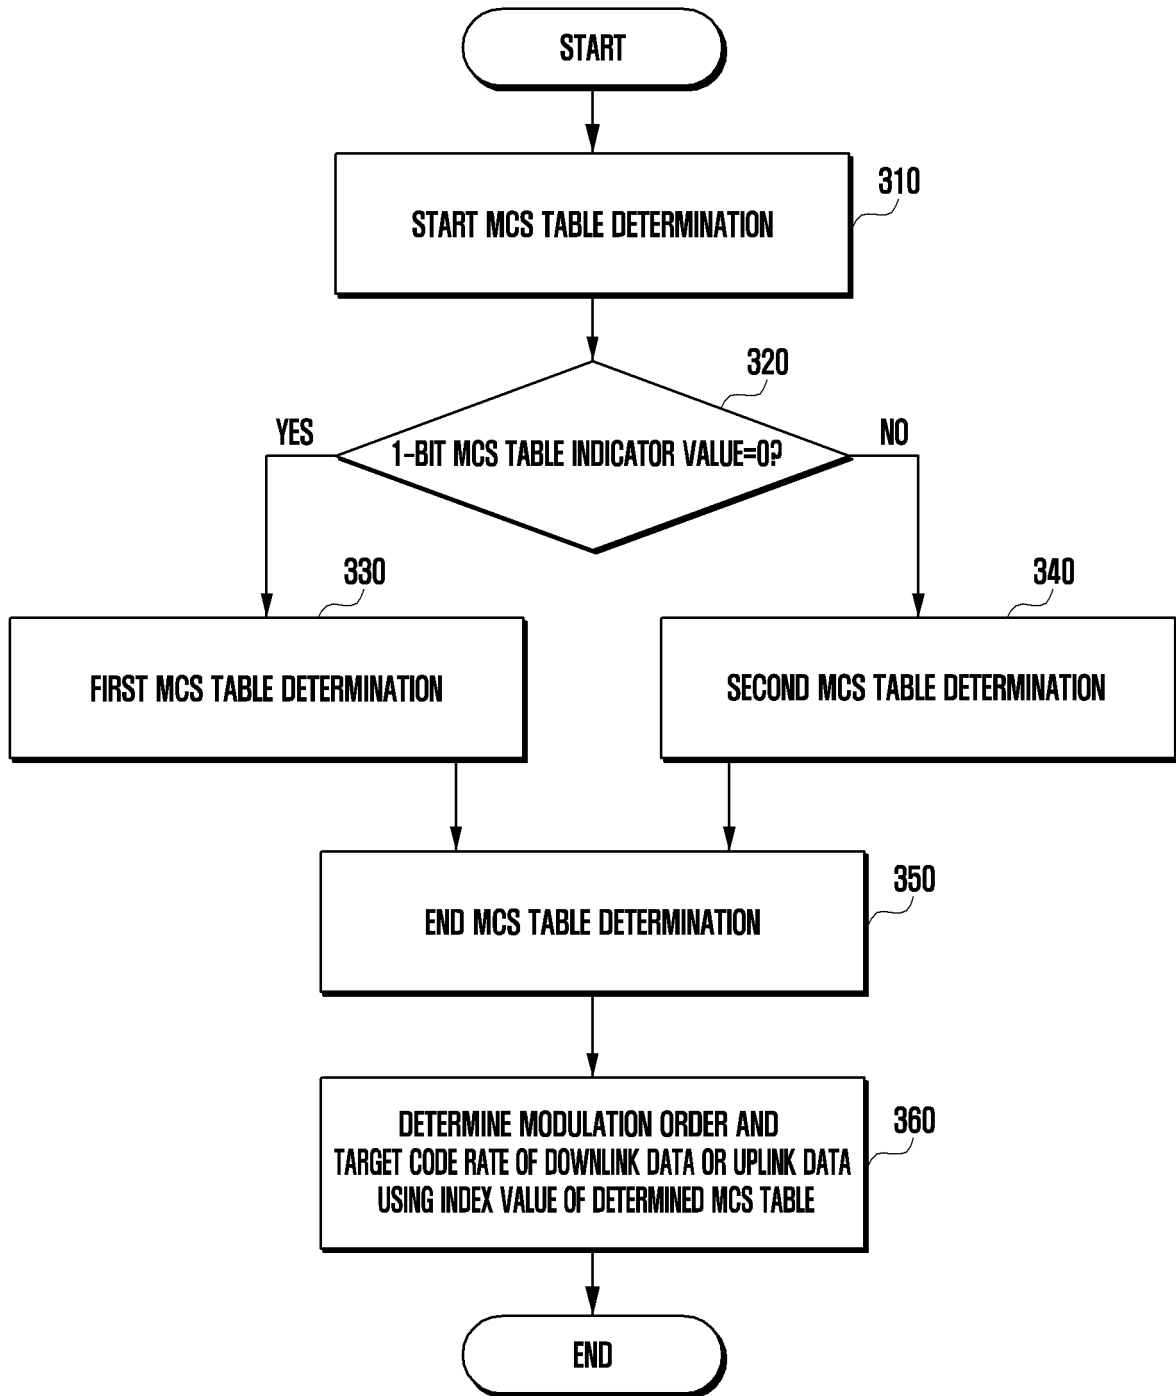 START
310
START MCS TABLE DETERMINATION
320
YES
NO
1-BIT MCS TABLE INDICATOR VALUE=0?
330
340
FIRST MCS TABLE DETERMINATION
SECOND MCS TABLE DETERMINATION
350
END MCS TABLE DETERMINATION
360
DETERMINE MODULATION ORDER AND
TARGET CODE RATE OF DOWNLINK DATA OR UPLINK DATA
USING INDEX VALUE OF DETERMINED MCS TABLE
END